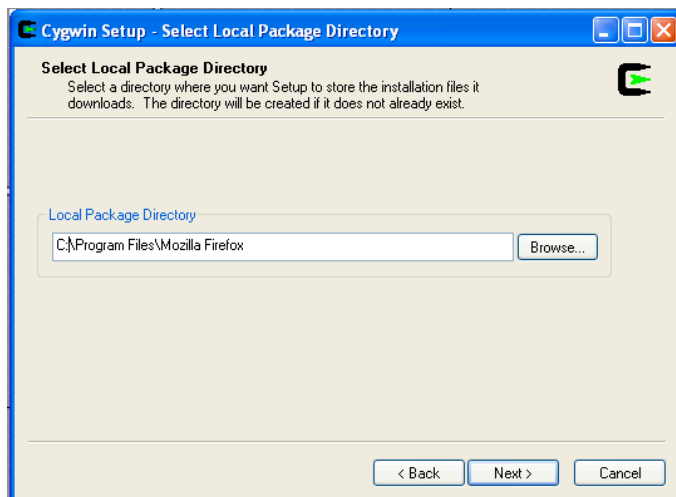 Cygwin Setup - Select Local Package Directory
Select Local Package Directory
Select a directory where you want Setup to store the installation files it
downloads. The directory will be created if it does not already exist.
Local Package Directory
C:\Program Files\Mozilla Firefox
Browse...
< Back
Next >
Cancel